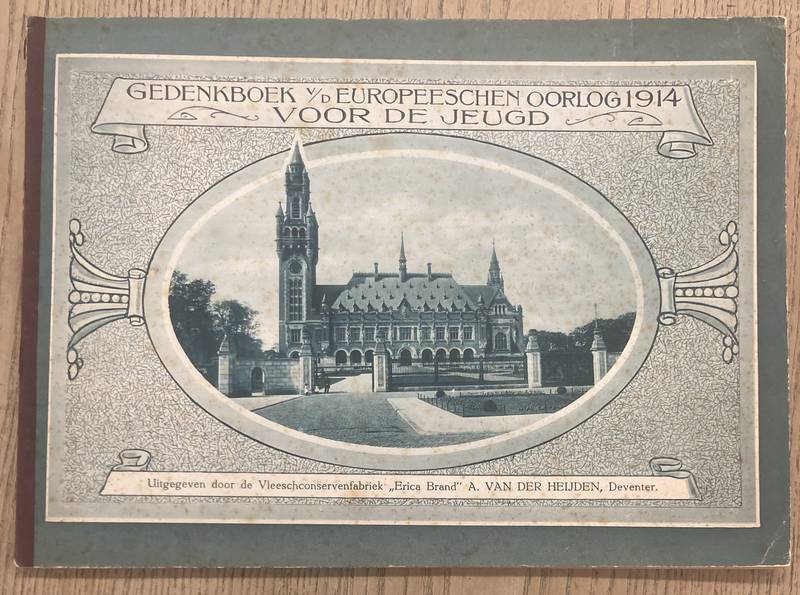 GEDENKBOEK V/D EUROPEESCHEN OORLOG 1914
VOOR DE JEUGD
Uitgegeven door de Vleeschconservenfabriek „Erica Brand" A. VAN DER HEIJDEN, Deventer.